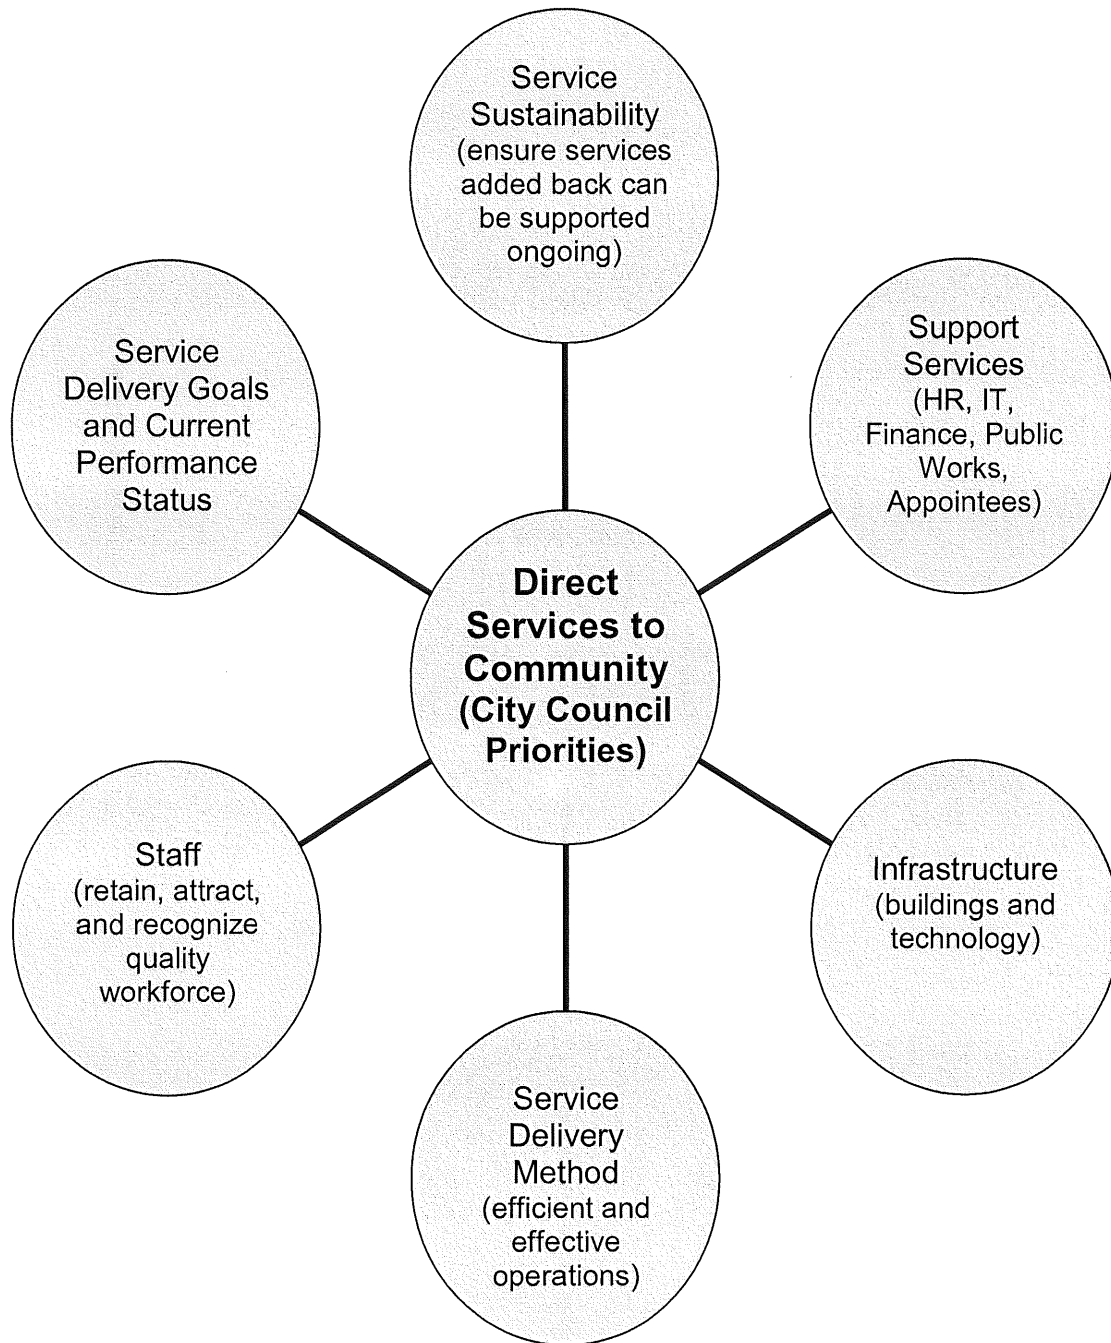 Service
Sustainability
(ensure services
added back can
be supported
ongoing)
Service
Delivery Goals
and Current
Performance
Status
Support
Services
(HR, IT,
Finance, Public
Works,
Appointees)
Direct
Services to
Community
(City Council
Priorities)
Staff
(retain, attract,
and recognize
quality
workforce)
Infrastructure
(buildings and
technology)
Service
Delivery
Method
(efficient and
effective
operations)